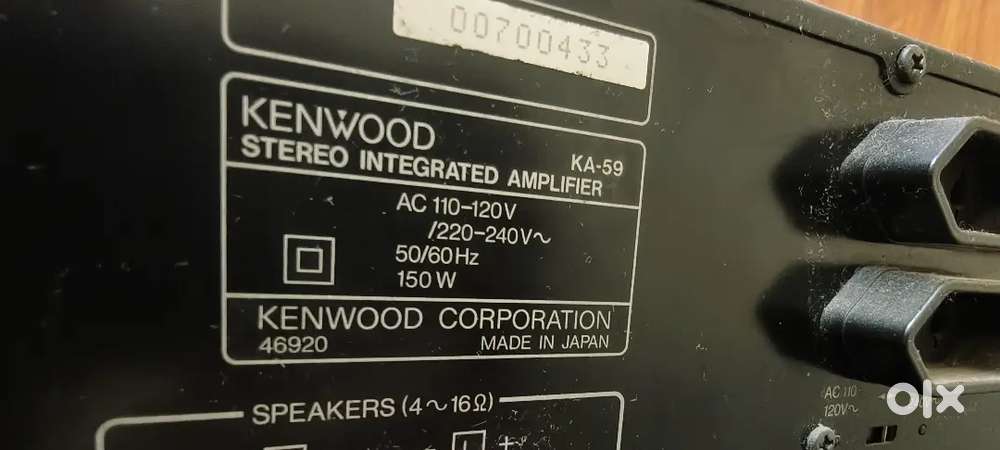 00700433
KENWOOD
STEREO INTEGRATED AMPLIFIER KA-59
AC 110-120V
/220-240V~
50/60Hz
150 W
KENWOOD CORPORATION
46920 MADE IN JAPAN
SPEAKERS (4~16Ω)
L +
AC 110-
120V~
C
olx